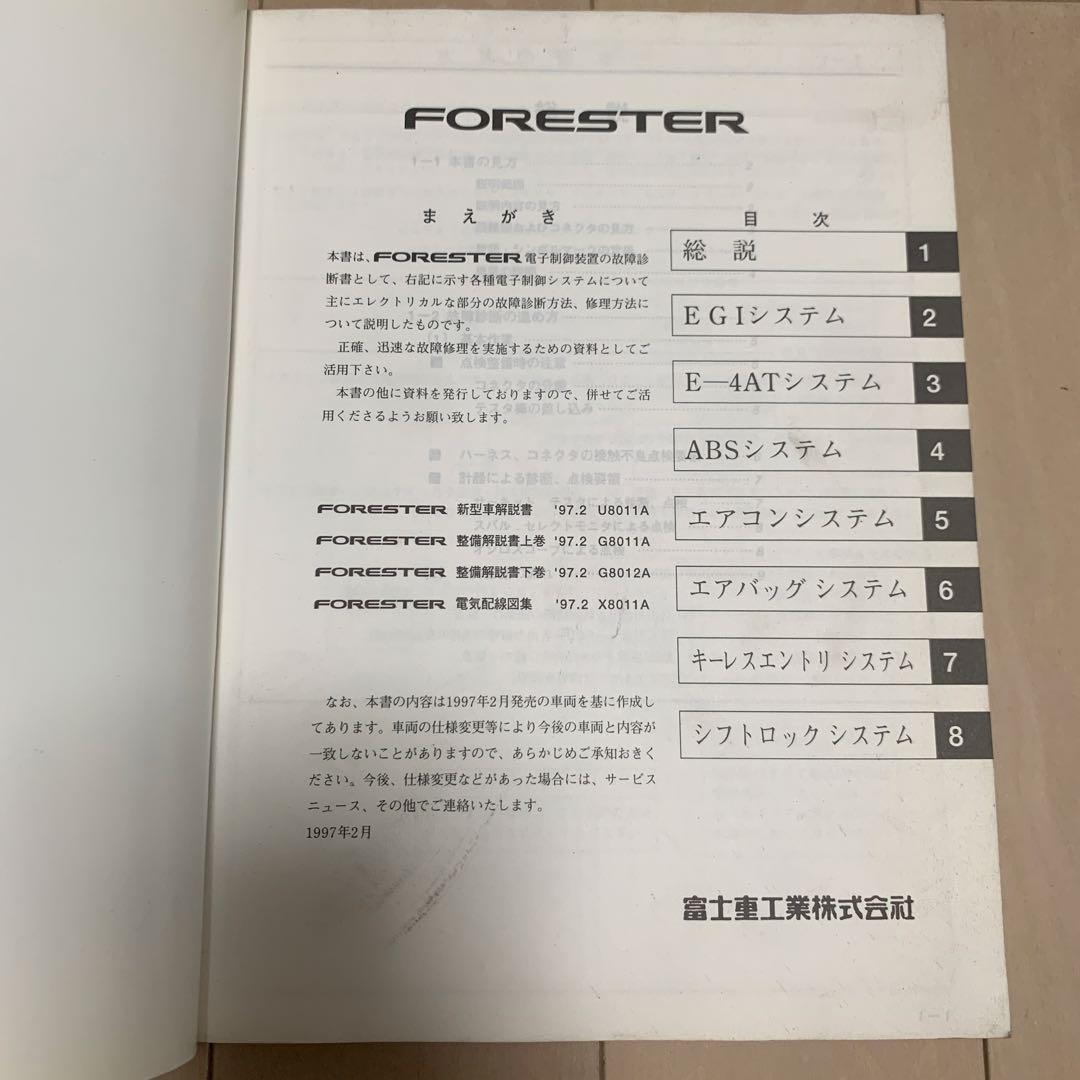 FORESTER
まえがき
本書は、FORESTER電子制御装置の故障診
断書として、右記に示す各種電子制御システムについて
主にエレクトリカルな部分の故障診断方法、修理方法に
ついて説明したものです。
正確、迅速な故障修理を実施するための資料としてご
活用下さい。
本書の他に資料を発行しておりますので、併せてご活
用くださるようお願い致します。
FORESTER 新型車解説書 '97.2 U8011A
FORESTER 整備解説書上巻 '97.2 G8011A
FORESTER 整備解説書下巻 '97.2 G8012A
FORESTER 電気配線図集 '97.2 X8011A
なお、本書の内容は1997年2月発売の車両を基に作成し
てあります。車両の仕様変更等により今後の車両と内容が
一致しないことがありますので、あらかじめご承知おきく
ださい。今後、仕様変更などがあった場合には、サービス
ニュース、その他でご連絡いたします。
1997年2月
目次
総説 1
EGIシステム 2
E—4ATシステム 3
ABSシステム 4
エアコンシステム 5
エアバッグ システム 6
キーレスエントリ システム 7
シフトロック システム 8
富士重工業株式会社